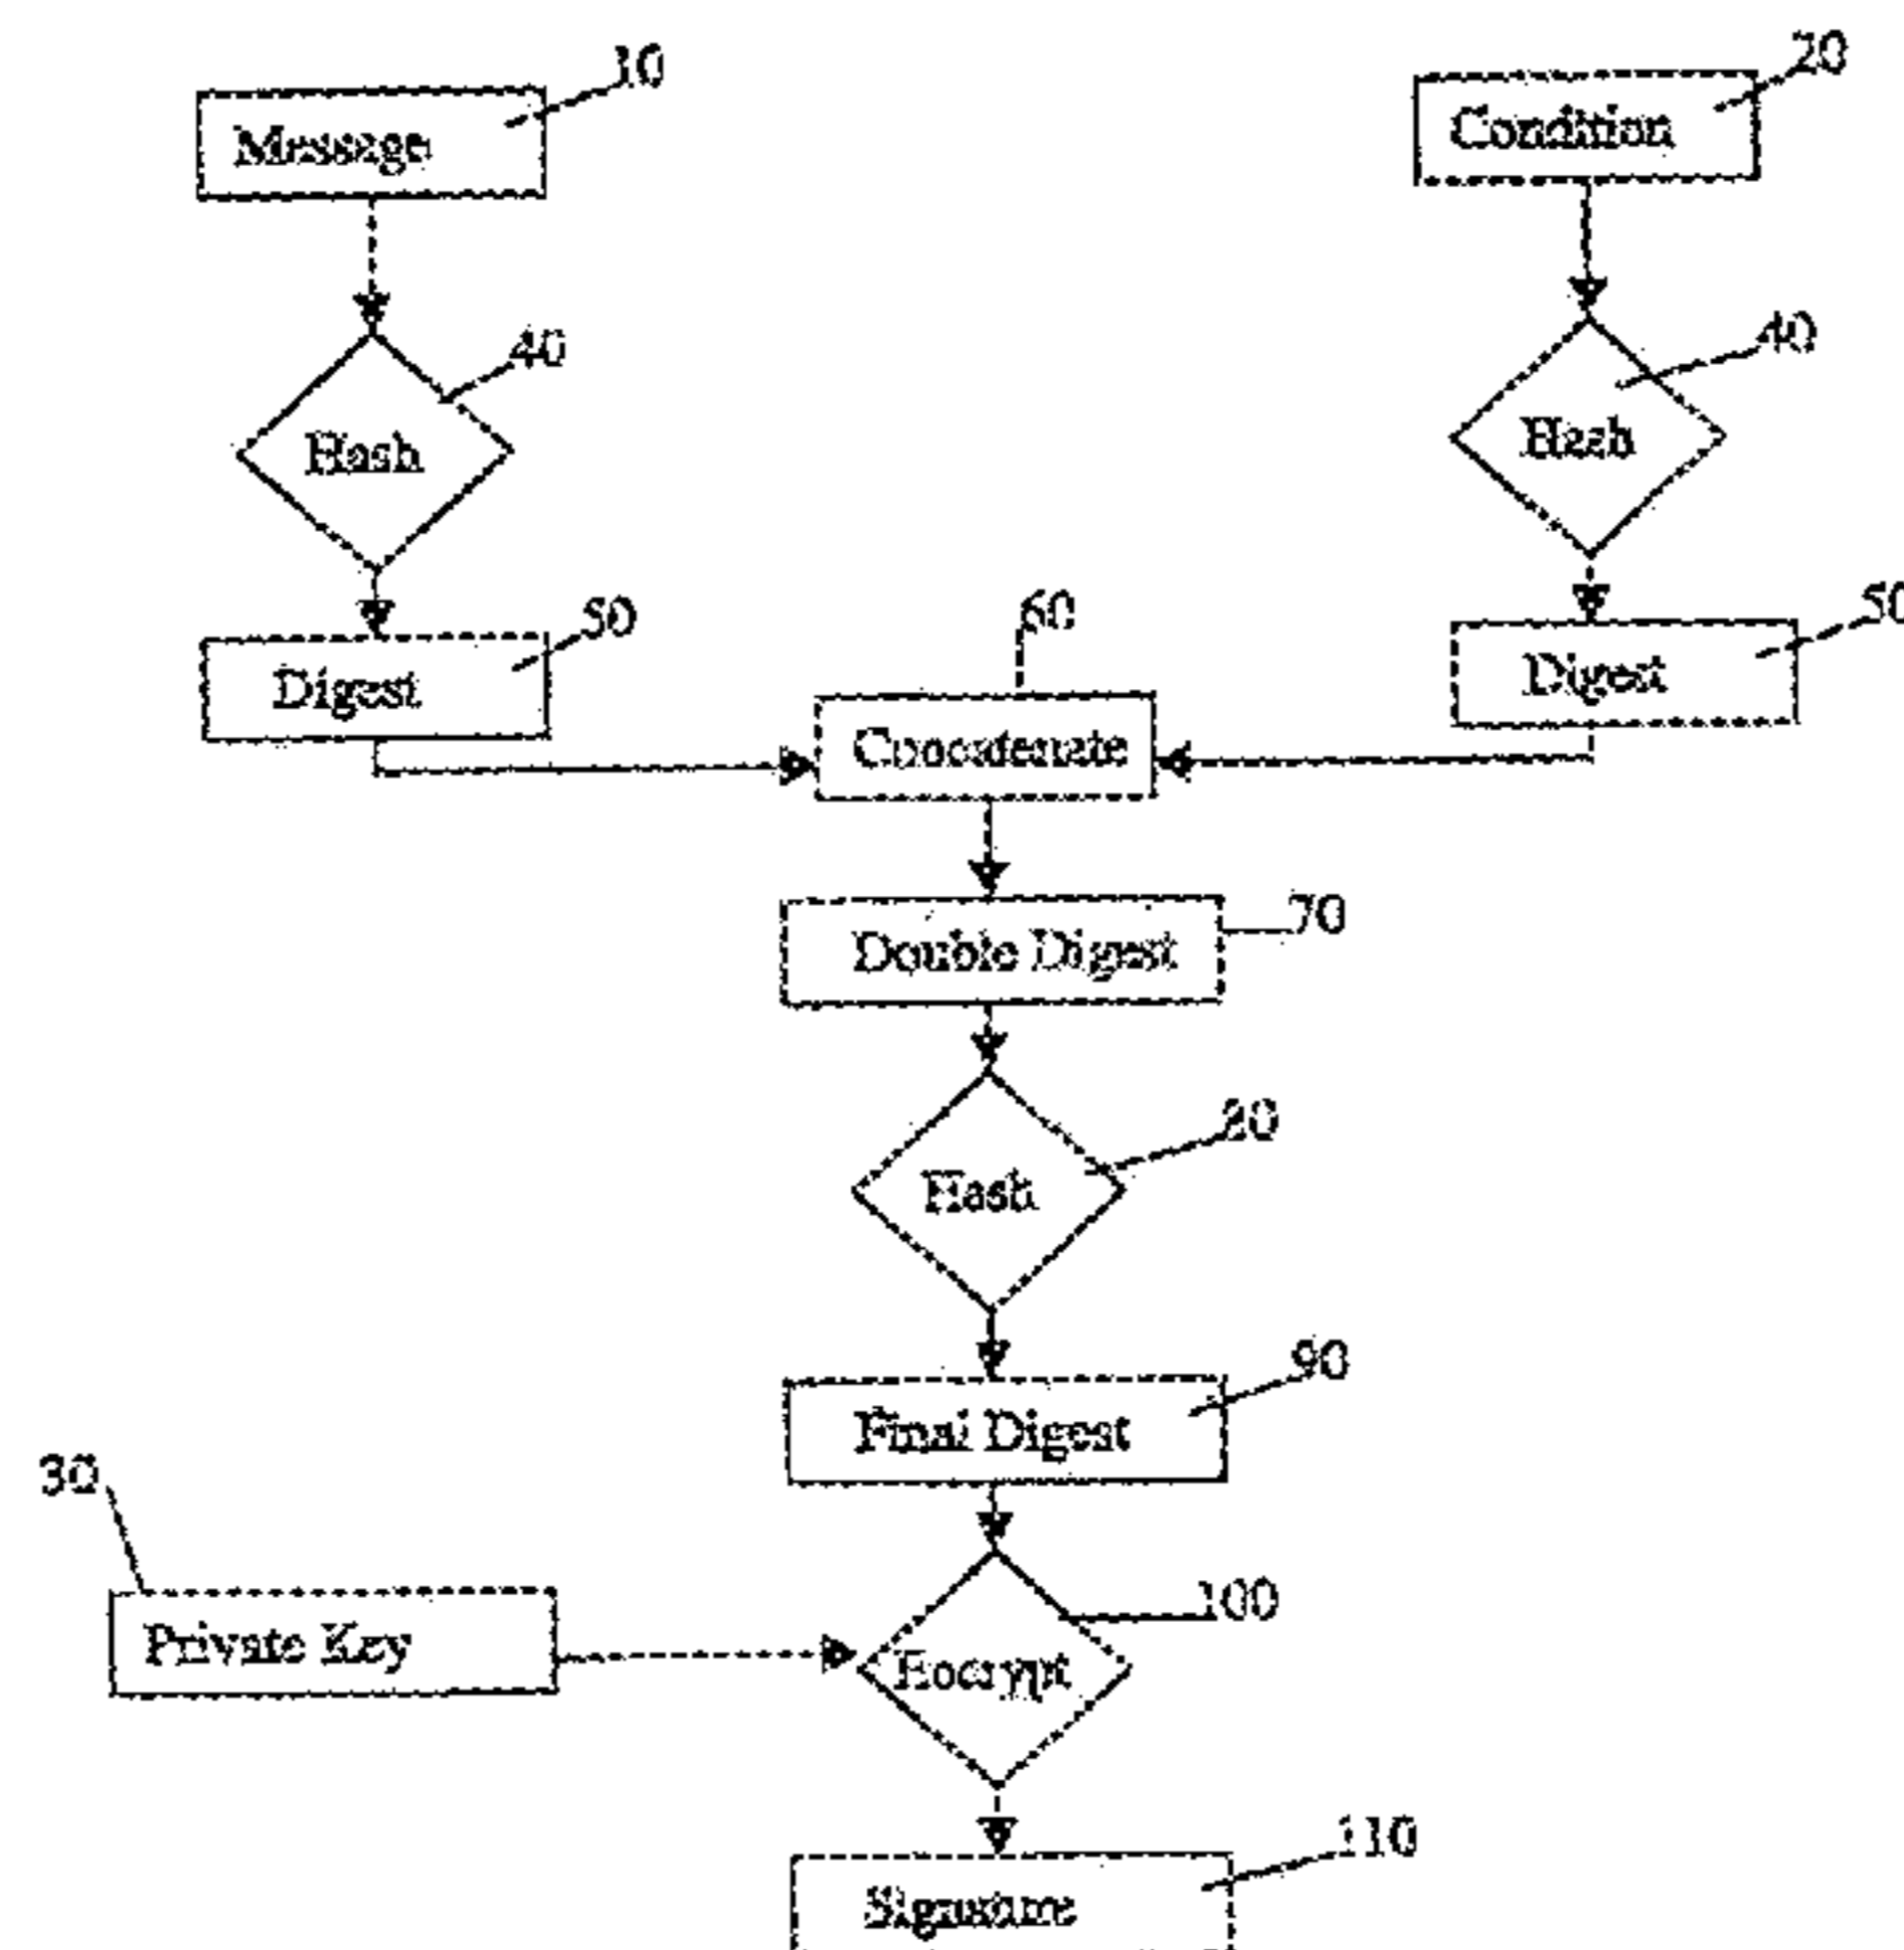 10
20
Message
Condition
40
40
Hash
Hash
50
60
50
Digest
Digest
Concatenate
70
Double Digest
80
Hash
90
Final Digest
30
100
Private Key
Encrypt
110
Signature